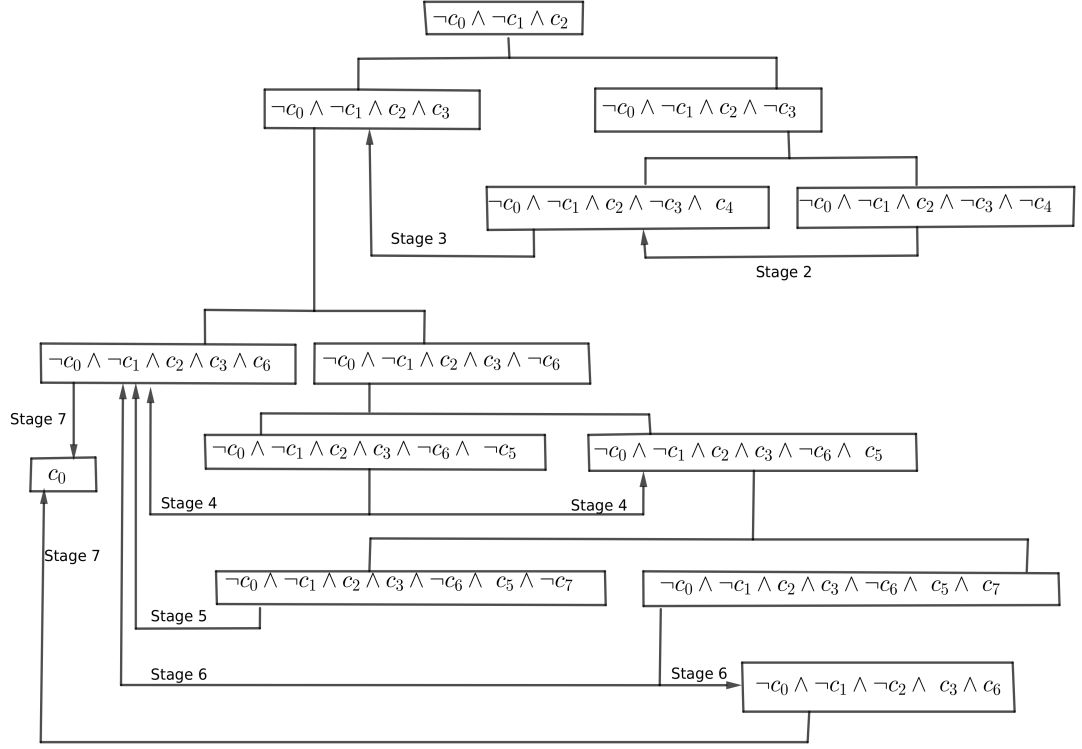 ¬c₀ ∧ ¬c₁ ∧ c₂
¬c₀ ∧ ¬c₁ ∧ c₂ ∧ c₃
¬c₀ ∧ ¬c₁ ∧ c₂ ∧ ¬c₃
¬c₀ ∧ ¬c₁ ∧ c₂ ∧ ¬c₃ ∧ c₄
¬c₀ ∧ ¬c₁ ∧ c₂ ∧ ¬c₃ ∧ ¬c₄
Stage 3
Stage 2
¬c₀ ∧ ¬c₁ ∧ c₂ ∧ c₃ ∧ c₆
¬c₀ ∧ ¬c₁ ∧ c₂ ∧ c₃ ∧ ¬c₆
Stage 7
¬c₀ ∧ ¬c₁ ∧ c₂ ∧ c₃ ∧ ¬c₆ ∧ ¬c₅
¬c₀ ∧ ¬c₁ ∧ c₂ ∧ c₃ ∧ ¬c₆ ∧ c₅
c₀
Stage 4
Stage 4
Stage 7
¬c₀ ∧ ¬c₁ ∧ c₂ ∧ c₃ ∧ ¬c₆ ∧ c₅ ∧ ¬c₇
¬c₀ ∧ ¬c₁ ∧ c₂ ∧ c₃ ∧ ¬c₆ ∧ c₅ ∧ c₇
Stage 5
Stage 6
Stage 6
¬c₀ ∧ ¬c₁ ∧ ¬c₂ ∧ c₃ ∧ c₆